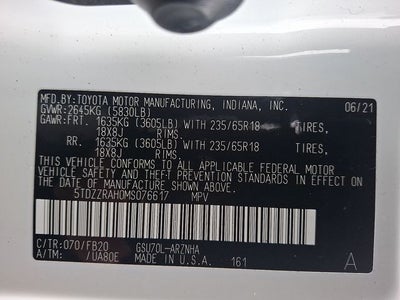 MFD.BY:TOYOTA MOTOR MANUFACTURING, INDIANA, INC. 06/21
GVWR:2645KG (5830LB)
GAWR:FRT. 1635KG (3605LB) WITH 235/65R18 TIRES,
18X8J RIMS.
RR. 1635KG (3605LB) WITH 235/65R18 TIRES,
18X8J RIMS.
THIS VEHICLE CONFORMS TO ALL APPLICABLE FEDERAL MOTOR
VEHICLE SAFETY STANDARDS IN EFFECT ON THE DATE OF
MANUFACTURE SHOWN ABOVE.
5TDZZRAH0MS076617 MPV
C/TR:070/FB20 GSU70L-ARZNHA
A/TM: /UA80E MADE IN U.S.A. 161 A